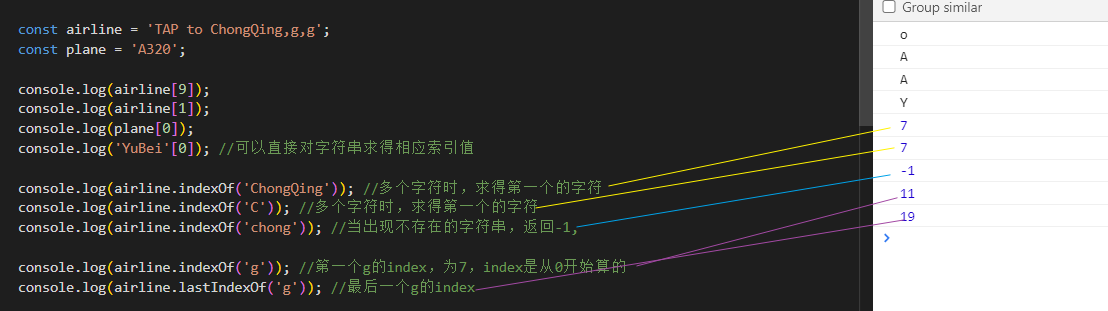 const airline = 'TAP to ChongQing,g,g';
const plane = 'A320';
console.log(airline[9]);
console.log(airline[1]);
console.log(plane[0]);
console.log('YuBei'[0]); //可以直接对字符串求得相应索引值
console.log(airline.indexOf('ChongQing')); //多个字符时，求得第一个的字符
console.log(airline.indexOf('C')); //多个字符时，求得第一个的字符
console.log(airline.indexOf('chong')); //当出现不存在的字符串，返回-1,
console.log(airline.indexOf('g')); //第一个g的index，为7，index是从0开始算的
console.log(airline.lastIndexOf('g')); //最后一个g的index
Group similar
o
A
A
Y
7
7
-1
11
19
>